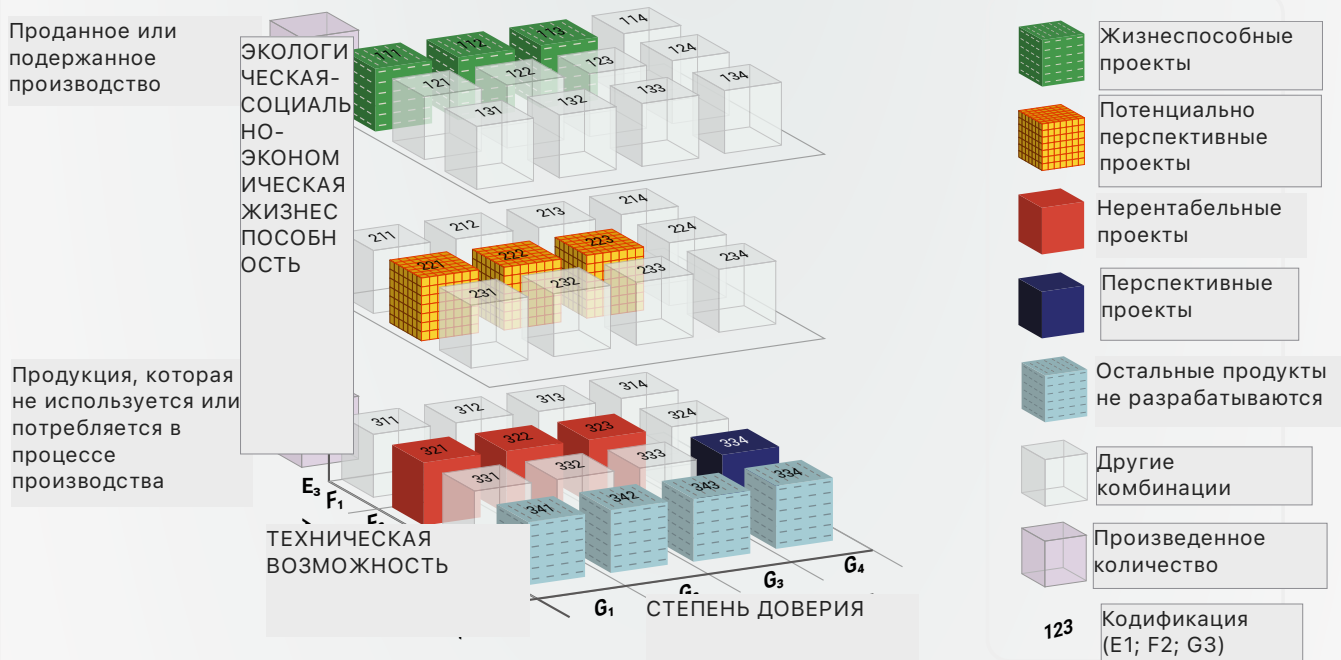 Проданное или
подержанное
производство
ЭКОЛОГИ
ЧЕСКАЯ-
СОЦИАЛЬ
НО-
ЭКОНОМ
ИЧЕСКАЯ
ЖИЗНЕС
ПОСОБН
ОСТЬ
111
112
113
114
121
122
123
124
131
132
133
134
211
212
213
214
221
222
223
224
231
232
233
234
Продукция, которая
не используется или
потребляется в
процессе
производства
311
312
313
314
321
322
323
324
331
332
333
334
341
342
343
334
E3
F1
ТЕХНИЧЕСКАЯ
ВОЗМОЖНОСТЬ
G1
G3
G4
СТЕПЕНЬ ДОВЕРИЯ
Жизнеспособные
проекты
Потенциально
перспективные
проекты
Нерентабельные
проекты
Перспективные
проекты
Остальные продукты
не разрабатываются
Другие
комбинации
Произведенное
количество
123
Кодификация
(E1; F2; G3)